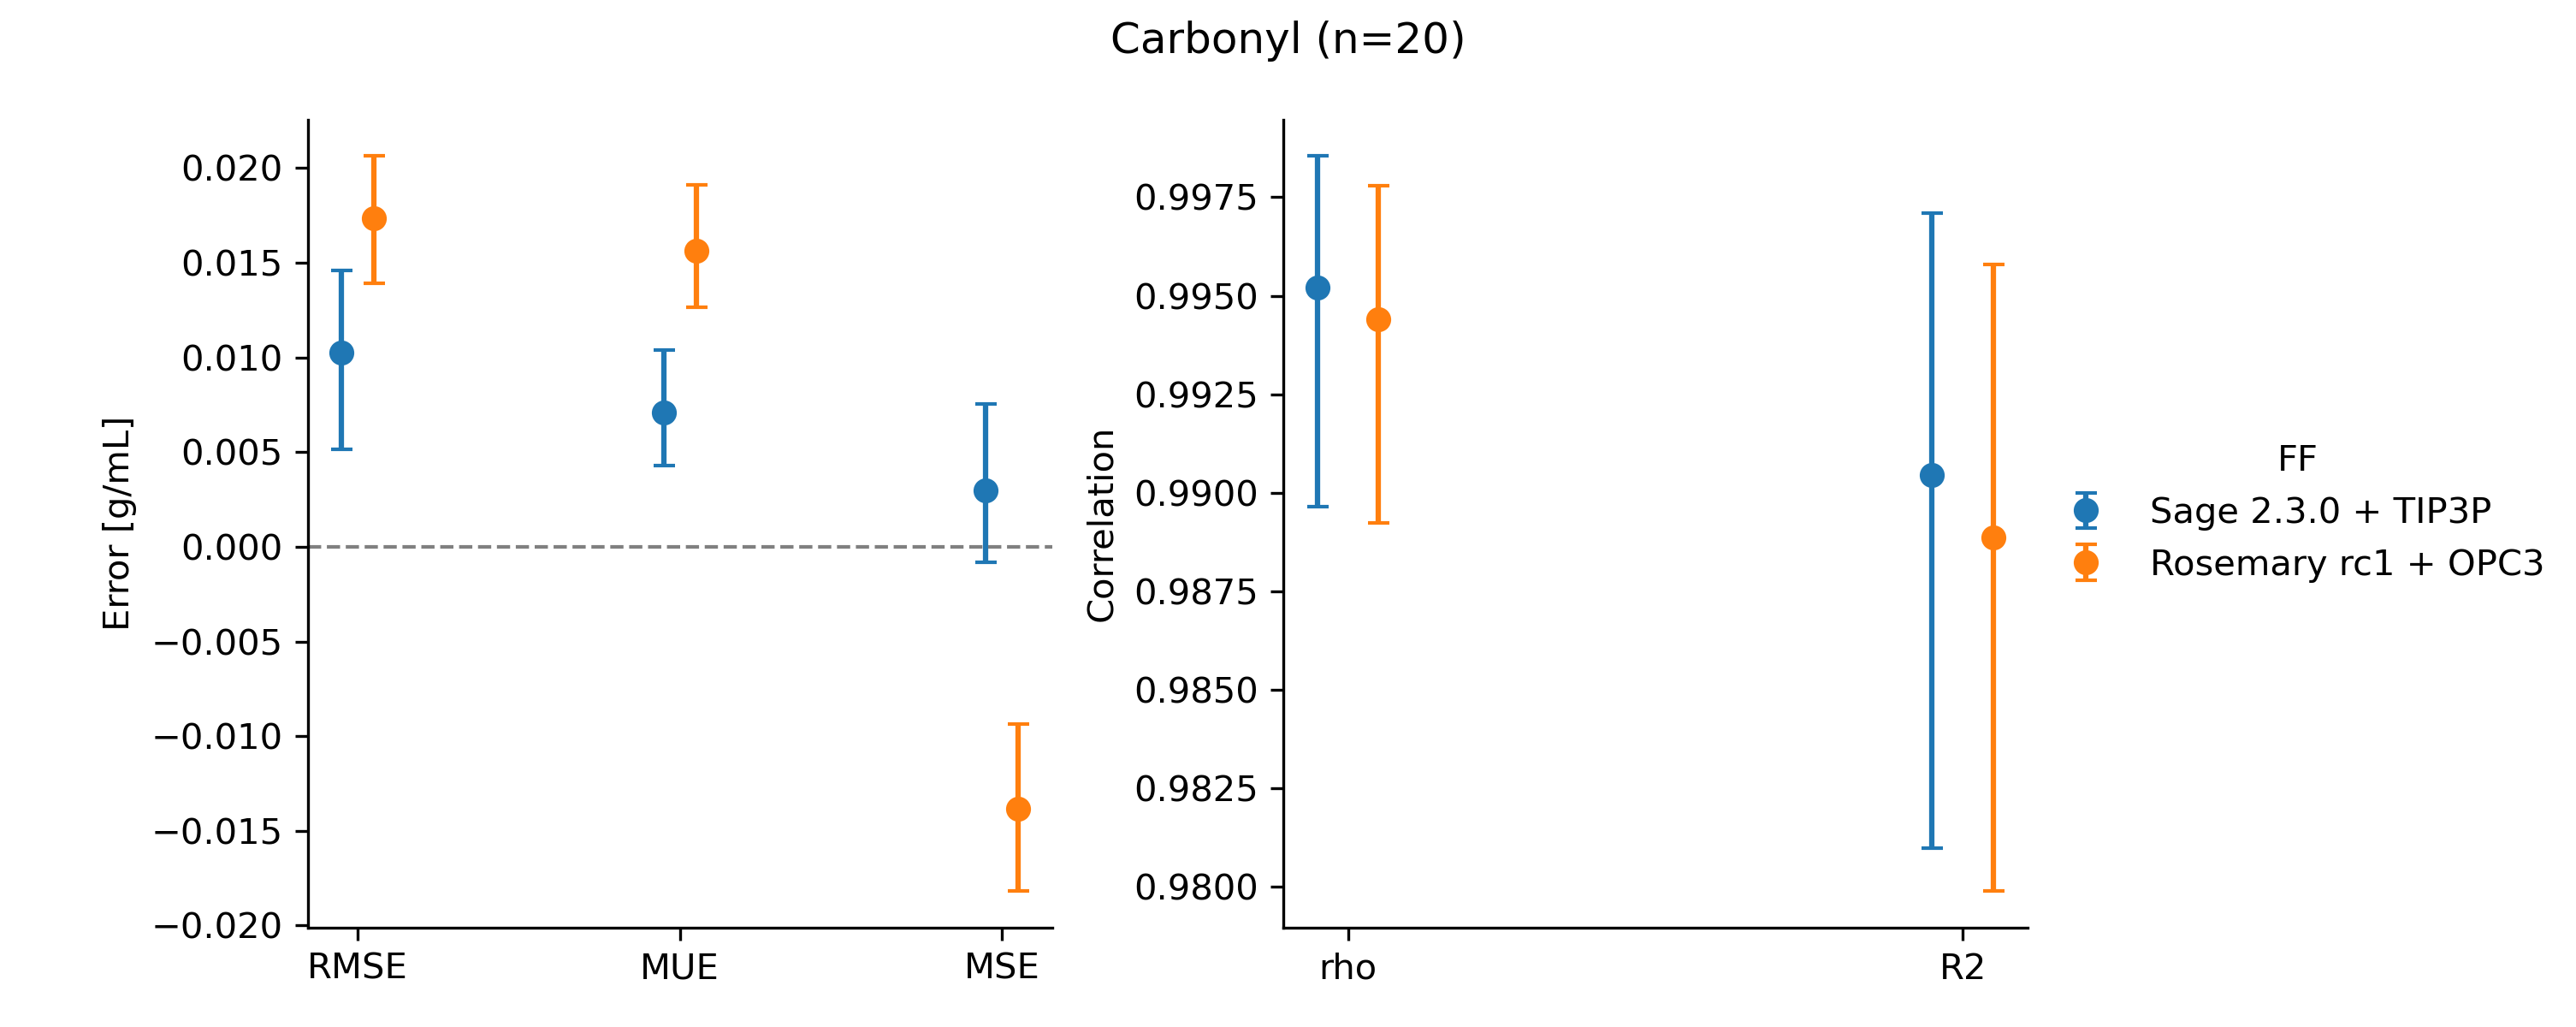 Carbonyl (n=20)
Error [g/mL]
0.020
0.015
0.010
0.005
0.000
−0.005
−0.010
−0.015
−0.020
RMSE
MUE
MSE
Correlation
0.9975
0.9950
0.9925
0.9900
0.9875
0.9850
0.9825
0.9800
rho
R2
FF
Sage 2.3.0 + TIP3P
Rosemary rc1 + OPC3